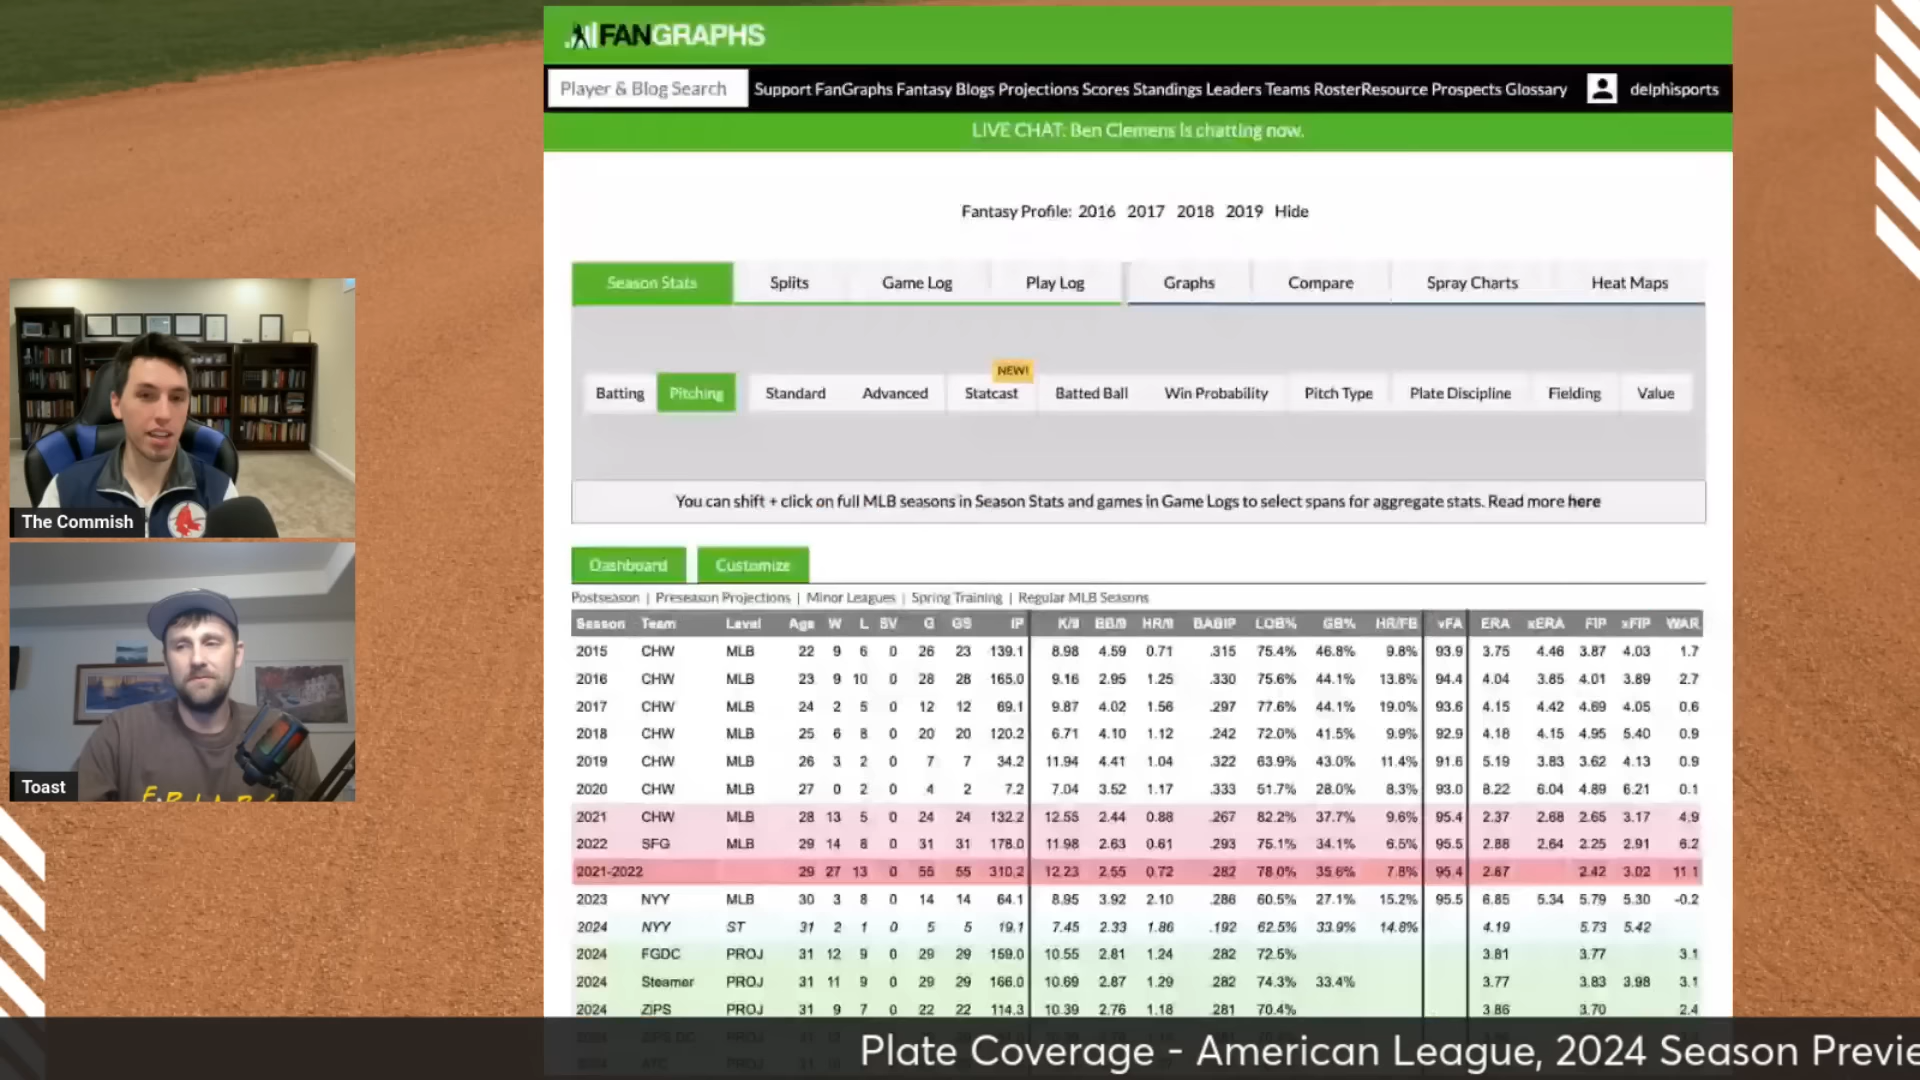 FANGRAPHS
Player & Blog Search Support FanGraphs Fantasy Blogs Projections Scores Standings Leaders Teams RosterResource Prospects Glossary delphisports
LIVE CHAT: Ben Clemens is chatting now.
Fantasy Profile: 2016 2017 2018 2019 Hide
Season Stats Splits Game Log Play Log Graphs Compare Spray Charts Heat Maps
NEW!
Batting Pitching Standard Advanced Statcast Batted Ball Win Probability Pitch Type Plate Discipline Fielding Value
You can shift + click on full MLB seasons in Season Stats and games in Game Logs to select spans for aggregate stats. Read more here
Dashboard Customize
Postseason | Preseason Projections | Minor Leagues | Spring Training | Regular MLB Seasons
Season Team Level Age W L SV G GS IP K/9 BB/9 HR/9 BABIP LOB% GB% HR/FB vFA ERA xERA FIP xFIP WAR
2015 CHW MLB 22 9 6 0 26 23 139.1 8.98 4.59 0.71 .315 75.4% 46.8% 9.8% 93.9 3.75 4.46 3.87 4.03 1.7
2016 CHW MLB 23 9 10 0 28 28 165.0 9.16 2.95 1.25 .330 75.6% 44.1% 13.8% 94.4 4.04 3.85 4.01 3.89 2.7
2017 CHW MLB 24 2 5 0 12 12 69.1 9.87 4.02 1.56 .297 77.6% 44.1% 19.0% 93.6 4.15 4.42 4.69 4.05 0.6
2018 CHW MLB 25 6 8 0 20 20 120.2 6.71 4.10 1.12 .242 72.0% 41.5% 9.9% 92.9 4.18 4.15 4.95 5.40 0.9
2019 CHW MLB 26 3 2 0 7 7 34.2 11.94 4.41 1.04 .322 63.9% 43.0% 11.4% 91.6 5.19 3.83 3.62 4.13 0.9
2020 CHW MLB 27 0 2 0 4 2 7.2 7.04 3.52 1.17 .333 51.7% 28.0% 8.3% 93.0 8.22 6.04 4.89 6.21 0.1
2021 CHW MLB 28 13 5 0 24 24 132.2 12.55 2.44 0.88 .267 82.2% 37.7% 9.6% 95.4 2.37 2.68 2.65 3.17 4.9
2022 SFG MLB 29 14 8 0 31 31 178.0 11.98 2.63 0.61 .293 75.1% 34.1% 6.5% 95.5 2.88 2.64 2.25 2.91 6.2
2021-2022 29 27 13 0 55 55 310.2 12.23 2.55 0.72 .282 78.0% 35.6% 7.8% 95.4 2.67 2.42 3.02 11.1
2023 NYY MLB 30 3 8 0 14 14 64.1 8.95 3.92 2.10 .286 60.5% 27.1% 15.2% 95.5 6.85 5.34 5.79 5.30 -0.2
2024 NYY ST 31 2 1 0 5 5 19.1 7.45 2.33 1.86 .192 62.5% 33.9% 14.8% 4.19 5.73 5.42
2024 FGDC PROJ 31 12 9 0 29 29 159.0 10.55 2.81 1.24 .282 72.5% 3.81 3.77 3.1
2024 Steamer PROJ 31 11 9 0 29 29 166.0 10.69 2.87 1.29 .282 74.3% 33.4% 3.77 3.83 3.98 3.1
2024 ZiPS PROJ 31 9 7 0 22 22 114.3 10.39 2.76 1.18 .281 70.4% 3.86 3.70 2.4
The Commish
Toast
Plate Coverage - American League, 2024 Season Previe